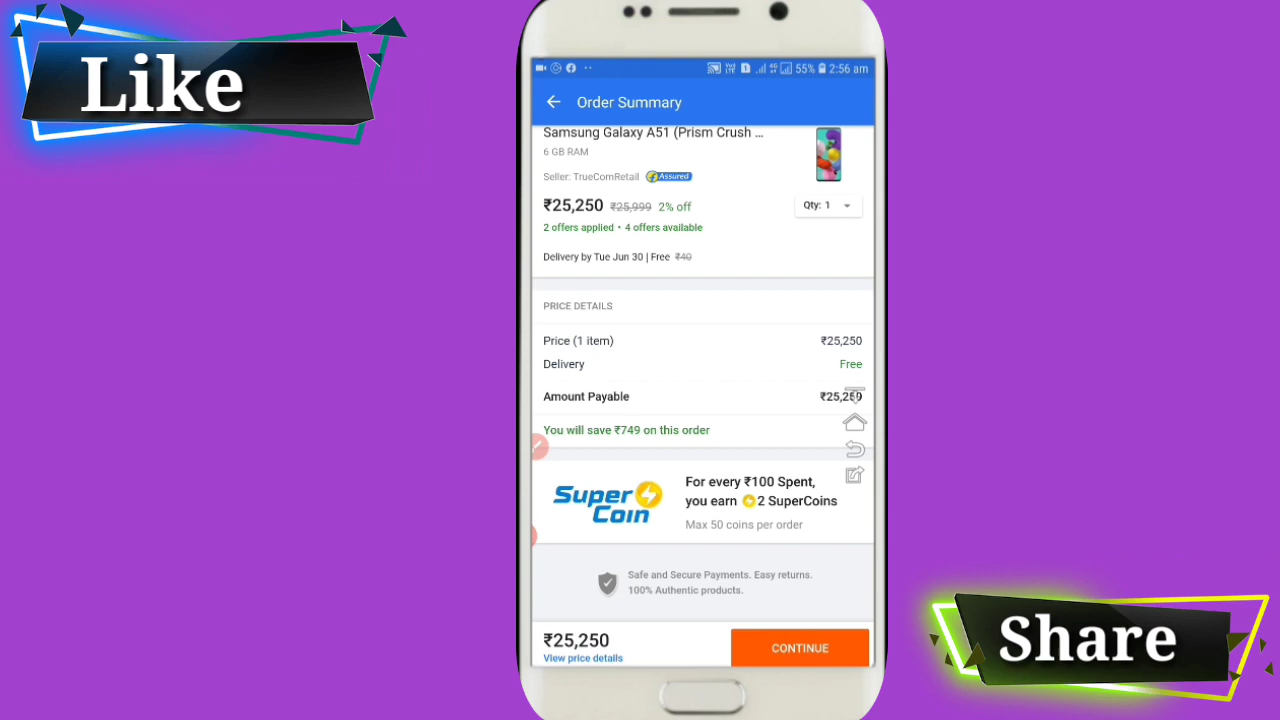 Like
55% 2:56 am
Order Summary
Samsung Galaxy A51 (Prism Crush ...
6 GB RAM
Seller: TrueComRetail Assured
₹25,250 ₹25,999 2% off
Qty: 1
2 offers applied • 4 offers available
Delivery by Tue Jun 30 | Free ₹40
PRICE DETAILS
Price (1 item) ₹25,250
Delivery Free
Amount Payable ₹25,250
You will save ₹749 on this order
Super Coin
For every ₹100 Spent,
you earn 2 SuperCoins
Max 50 coins per order
Safe and Secure Payments. Easy returns.
100% Authentic products.
₹25,250
View price details
CONTINUE
Share